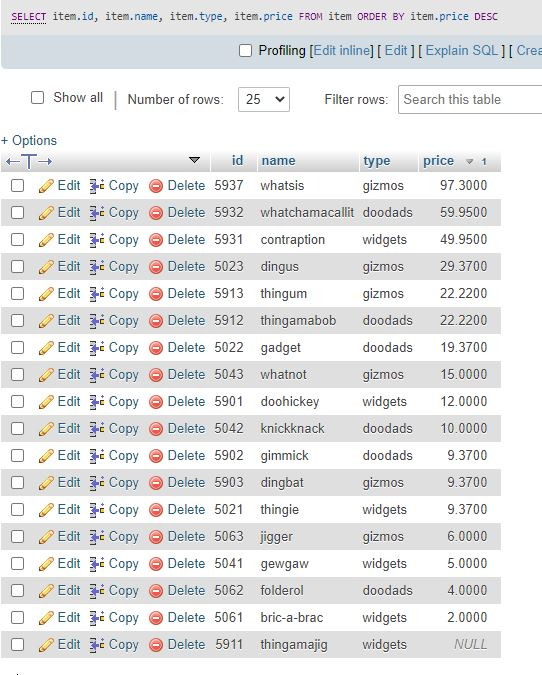 SELECT item.id, item.name, item.type, item.price FROM item ORDER BY item.price DESC
Profiling [Edit inline] [ Edit ] [ Explain SQL ] [ Crea
Show all | Number of rows: 25 Filter rows: Search this table
+ Options
←T→ id name type price 1
Edit Copy Delete 5937 whatsis gizmos 97.3000
Edit Copy Delete 5932 whatchamacallit doodads 59.9500
Edit Copy Delete 5931 contraption widgets 49.9500
Edit Copy Delete 5023 dingus gizmos 29.3700
Edit Copy Delete 5913 thingum gizmos 22.2200
Edit Copy Delete 5912 thingamabob doodads 22.2200
Edit Copy Delete 5022 gadget doodads 19.3700
Edit Copy Delete 5043 whatnot gizmos 15.0000
Edit Copy Delete 5901 doohickey widgets 12.0000
Edit Copy Delete 5042 knickknack doodads 10.0000
Edit Copy Delete 5902 gimmick doodads 9.3700
Edit Copy Delete 5903 dingbat gizmos 9.3700
Edit Copy Delete 5021 thingie widgets 9.3700
Edit Copy Delete 5063 jigger gizmos 6.0000
Edit Copy Delete 5041 gewgaw widgets 5.0000
Edit Copy Delete 5062 folderol doodads 4.0000
Edit Copy Delete 5061 bric-a-brac widgets 2.0000
Edit Copy Delete 5911 thingamajig widgets NULL